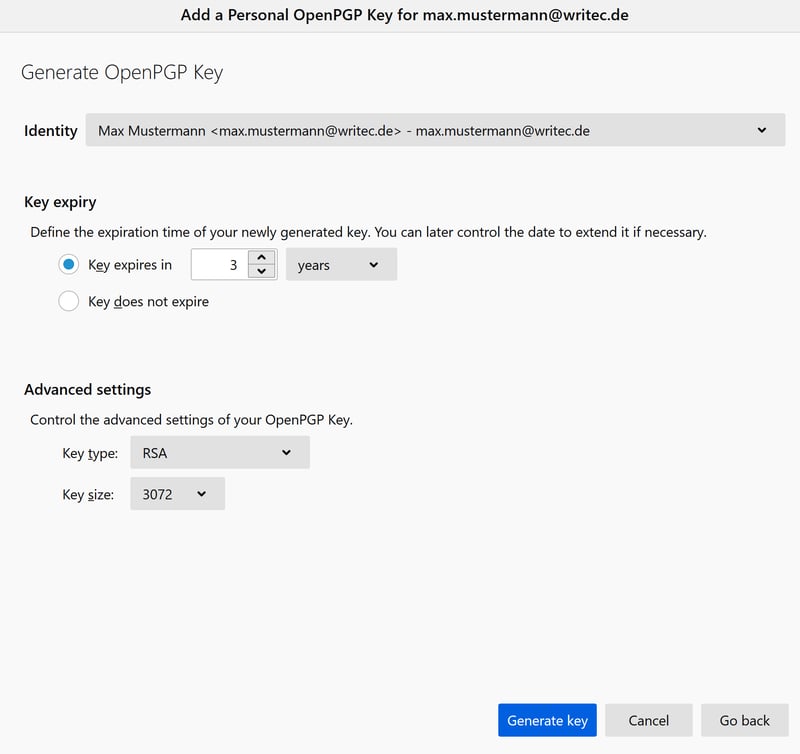 Add a Personal OpenPGP Key for max.mustermann@writec.de
Generate OpenPGP Key
Identity Max Mustermann <max.mustermann@writec.de> - max.mustermann@writec.de
Key expiry
Define the expiration time of your newly generated key. You can later control the date to extend it if necessary.
Key expires in 3 years
Key does not expire
Advanced settings
Control the advanced settings of your OpenPGP Key.
Key type: RSA
Key size: 3072
Generate key Cancel Go back